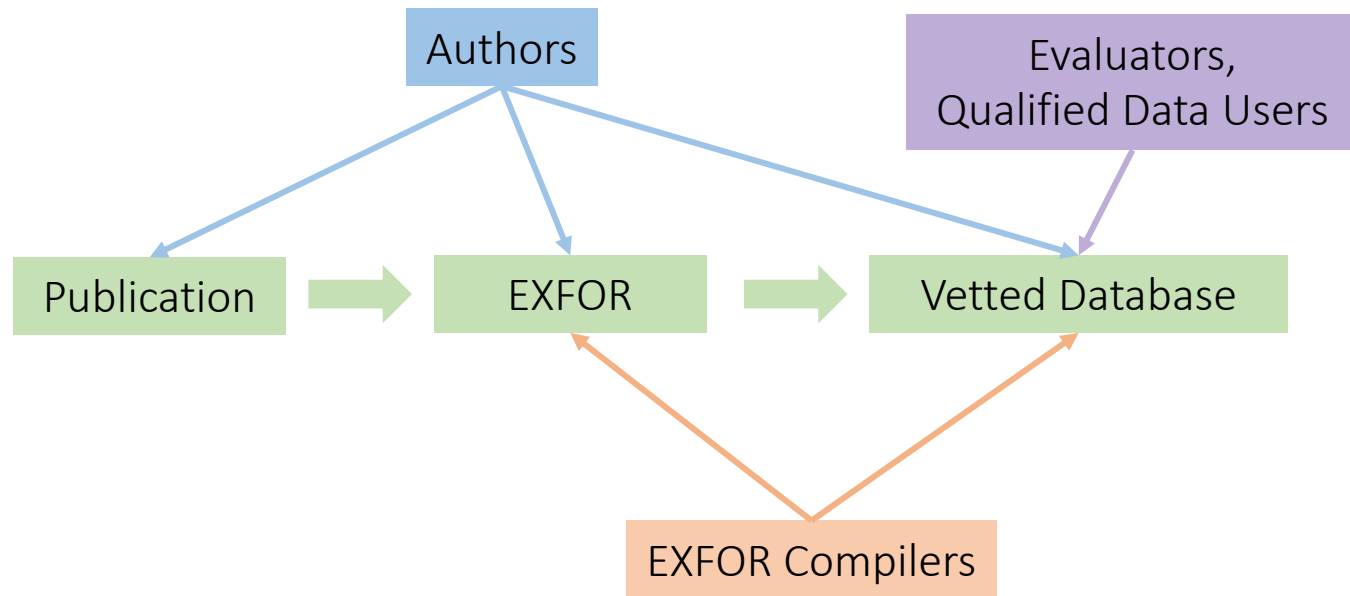 Authors
Evaluators,
Qualified Data Users
Publication
EXFOR
Vetted Database
EXFOR Compilers